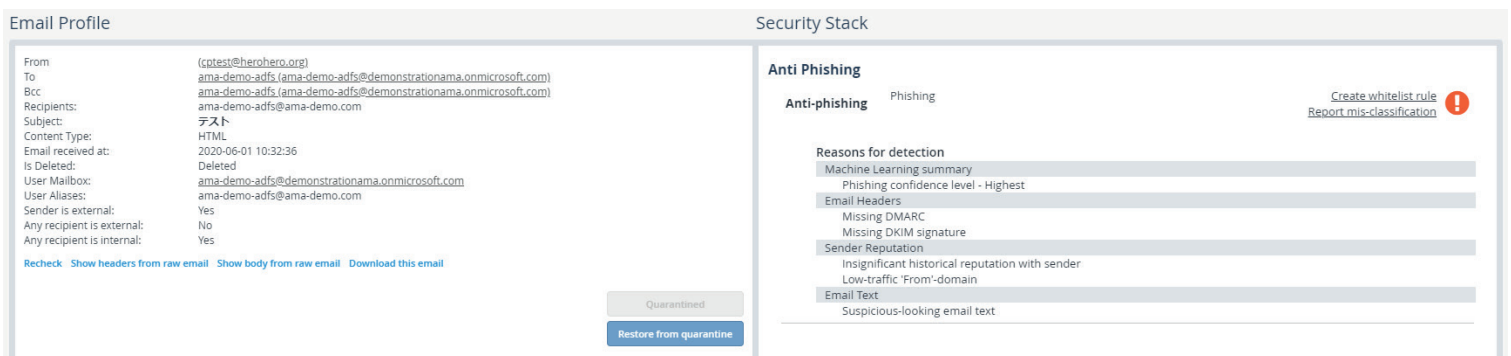 Email Profile
Security Stack
From (cptest@herohero.org)
To ama-demo-adfs (ama-demo-adfs@demonstrationama.onmicrosoft.com)
Bcc ama-demo-adfs (ama-demo-adfs@demonstrationama.onmicrosoft.com)
Recipients: ama-demo-adfs@ama-demo.com
Subject: テスト
Content Type: HTML
Email received at: 2020-06-01 10:32:36
Is Deleted: Deleted
User Mailbox: ama-demo-adfs@demonstrationama.onmicrosoft.com
User Aliases: ama-demo-adfs@ama-demo.com
Sender is external: Yes
Any recipient is external: No
Any recipient is internal: Yes
Recheck Show headers from raw email Show body from raw email Download this email
Quarantined
Restore from quarantine
Anti Phishing
Anti-phishing Phishing Create whitelist rule
Report mis-classification
Reasons for detection
Machine Learning summary
Phishing confidence level - Highest
Email Headers
Missing DMARC
Missing DKIM signature
Sender Reputation
Insignificant historical reputation with sender
Low-traffic 'From'-domain
Email Text
Suspicious-looking email text